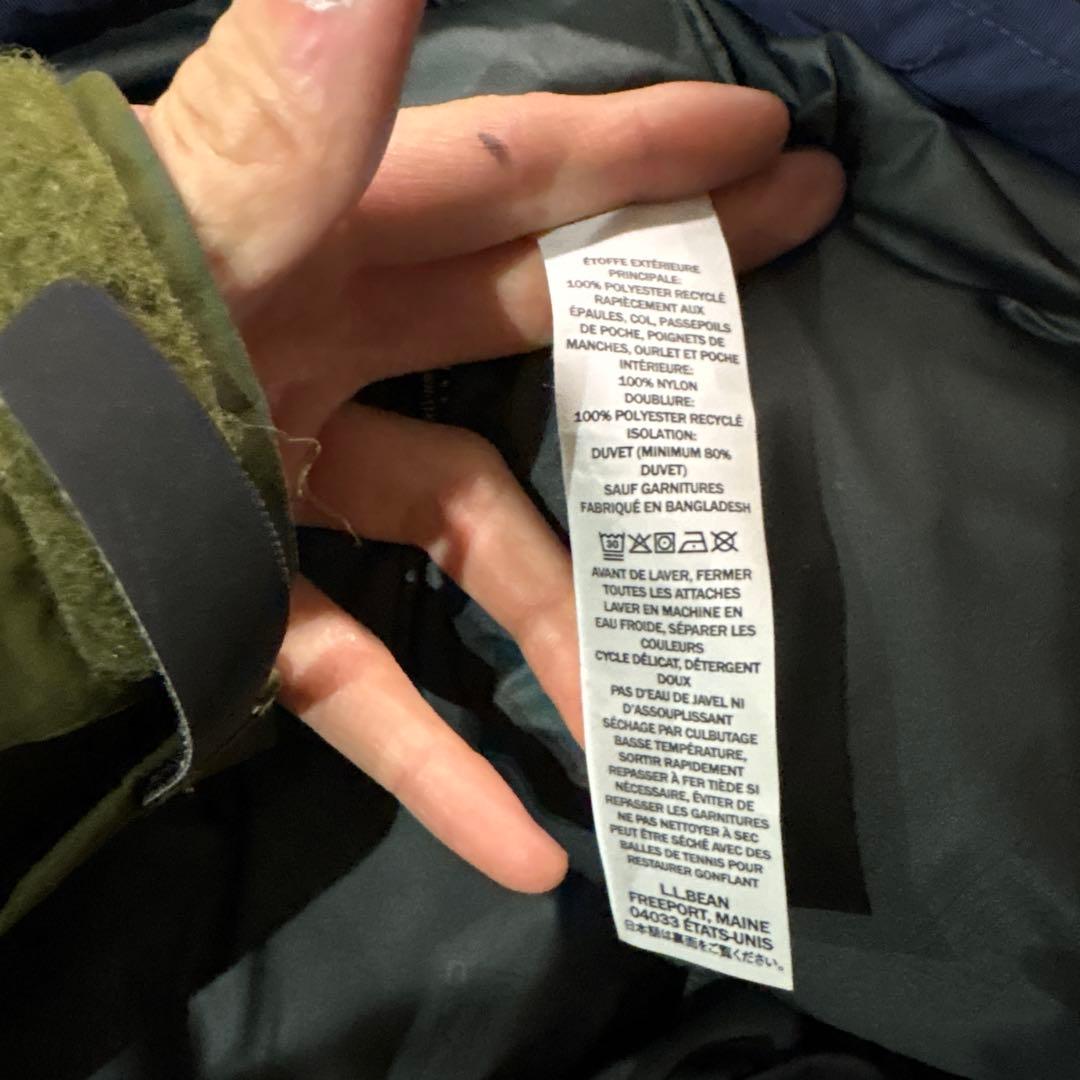 ÉTOFFE EXTÉRIEURE
PRINCIPALE:
100% POLYESTER RECYCLÉ
RAPIÈCEMENT AUX
ÉPAULES, COL, PASSEPOILS
DE POCHE, POIGNETS DE
MANCHES, OURLET ET POCHE
INTÉRIEURE:
100% NYLON
DOUBLURE:
100% POLYESTER RECYCLÉ
ISOLATION:
DUVET (MINIMUM 80%
DUVET)
SAUF GARNITURES
FABRIQUÉ EN BANGLADESH
30
AVANT DE LAVER, FERMER
TOUTES LES ATTACHES
LAVER EN MACHINE EN
EAU FROIDE, SÉPARER LES
COULEURS
CYCLE DÉLICAT, DÉTERGENT
DOUX
PAS D'EAU DE JAVEL NI
D'ASSOUPLISSANT
SÉCHAGE PAR CULBUTAGE
BASSE TEMPÉRATURE,
SORTIR RAPIDEMENT
REPASSER À FER TIÈDE SI
NÉCESSAIRE, ÉVITER DE
REPASSER LES GARNITURES
NE PAS NETTOYER À SEC
PEUT ÊTRE SÉCHÉ AVEC DES
BALLES DE TENNIS POUR
RESTAURER GONFLANT
L.L.BEAN
FREEPORT, MAINE
04033 ÉTATS-UNIS
日本語は裏面をご覧ください。